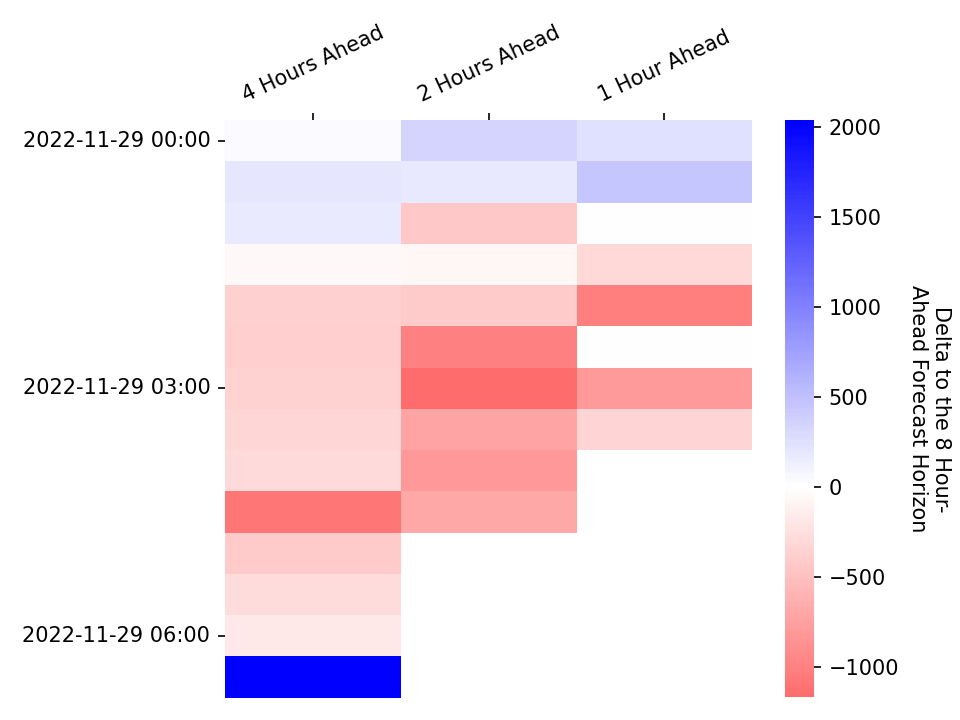 4 Hours Ahead
2 Hours Ahead
1 Hour Ahead
2022-11-29 00:00
2022-11-29 03:00
2022-11-29 06:00
2000
1500
1000
500
0
−500
−1000
Delta to the 8 Hour-
Ahead Forecast Horizon